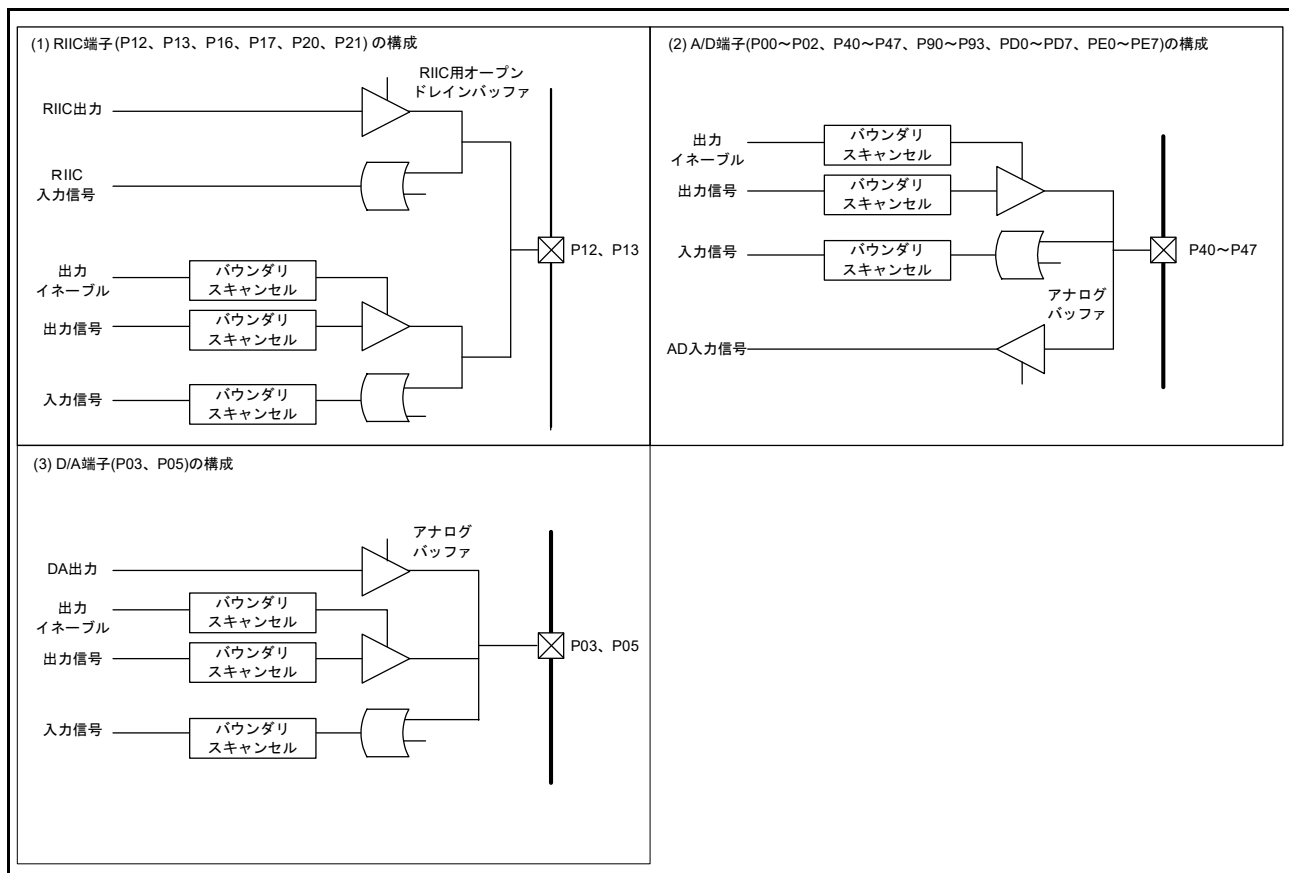 (1) RIIC端子(P12、P13、P16、P17、P20、P21) の構成
RIIC用オープン
ドレインバッファ
RIIC出力
RIIC
入力信号
P12、P13
出力
イネーブル
バウンダリ
スキャンセル
出力信号
バウンダリ
スキャンセル
入力信号
バウンダリ
スキャンセル
(2) A/D端子(P00～P02、P40～P47、P90～P93、PD0～PD7、PE0～PE7)の構成
出力
イネーブル
バウンダリ
スキャンセル
出力信号
バウンダリ
スキャンセル
入力信号
バウンダリ
スキャンセル
P40～P47
アナログ
バッファ
AD入力信号
(3) D/A端子(P03、P05)の構成
アナログ
バッファ
DA出力
出力
イネーブル
バウンダリ
スキャンセル
出力信号
バウンダリ
スキャンセル
P03、P05
入力信号
バウンダリ
スキャンセル